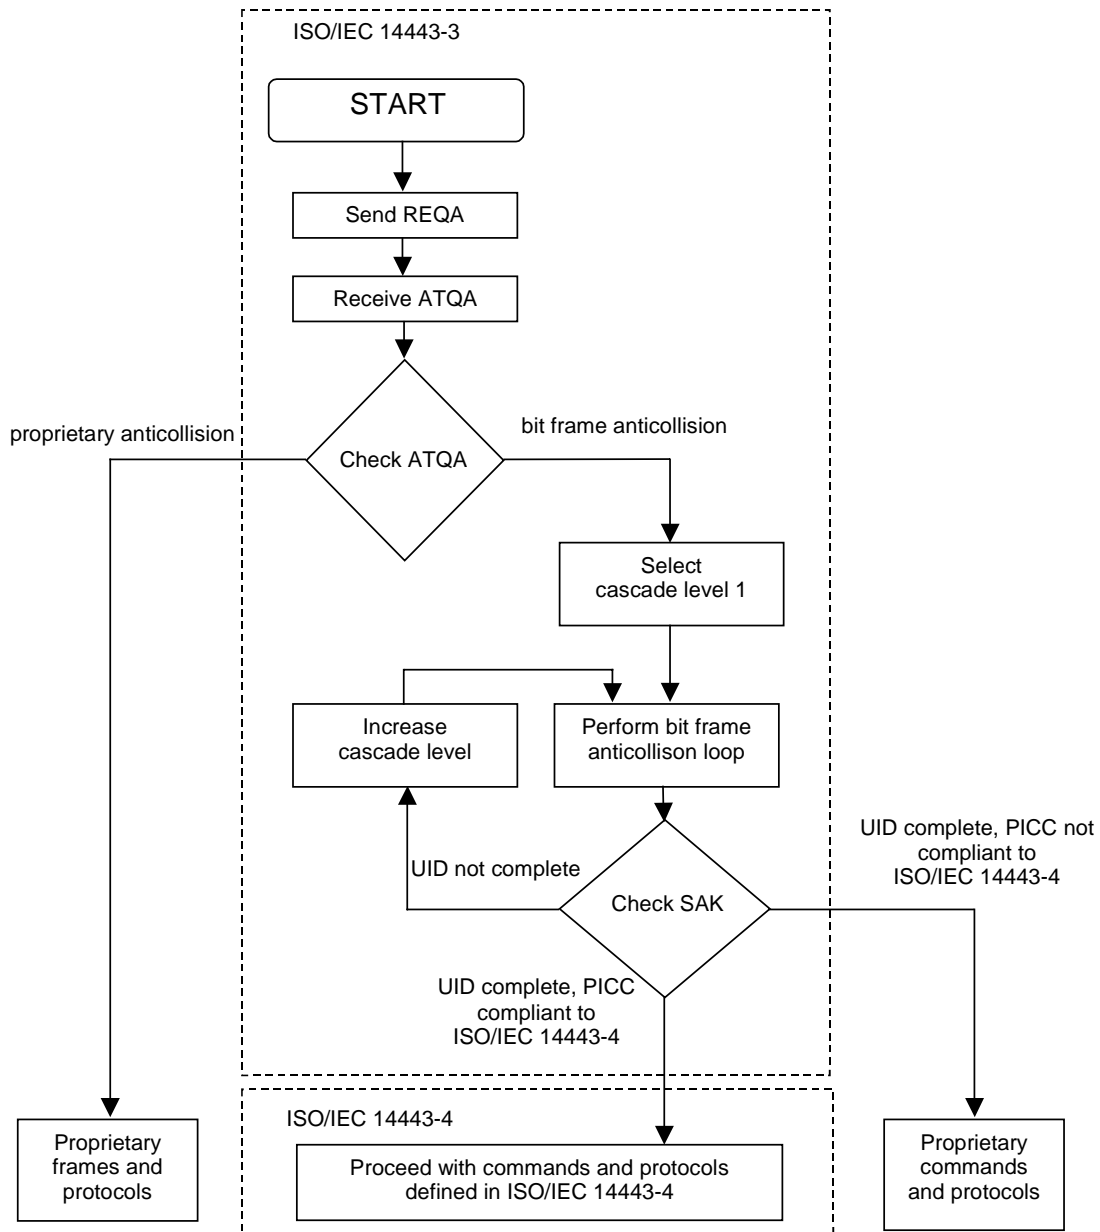 ISO/IEC 14443-3
START
Send REQA
Receive ATQA
proprietary anticollision
bit frame anticollision
Check ATQA
Select
cascade level 1
Increase
cascade level
Perform bit frame
anticollison loop
UID not complete
Check SAK
UID complete, PICC not
compliant to
ISO/IEC 14443-4
UID complete, PICC
compliant to
ISO/IEC 14443-4
ISO/IEC 14443-4
Proprietary
frames and
protocols
Proceed with commands and protocols
defined in ISO/IEC 14443-4
Proprietary
commands
and protocols